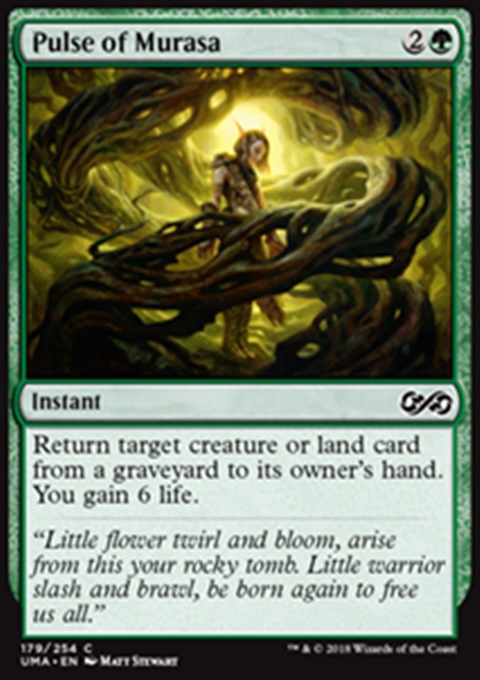 Pulse of Murasa 2
Instant
Return target creature or land card
from a graveyard to its owner's hand.
You gain 6 life.
“Little flower twirl and bloom, arise
from this your rocky tomb. Little warrior
slash and brawl, be born again to free
us all.”
179/254 C
™ & © 2018 Wizards of the Coast
UMA • EN Matt Stewart